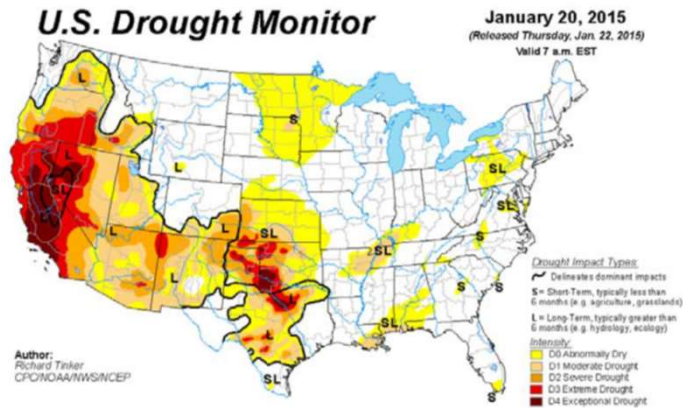 U.S. Drought Monitor
January 20, 2015
(Released Thursday, Jan. 22, 2015)
Valid 7 a.m. EST
L
S
L
L
SL
SL
SL
L
L
SL
S
L
SL
S
S
L
SL
L
SL
S
Drought Impact Types:
Delineates dominant impacts
S = Short-Term, typically less than
6 months (e.g. agriculture, grasslands)
L = Long-Term, typically greater than
6 months (e.g. hydrology, ecology)
Intensity:
D0 Abnormally Dry
D1 Moderate Drought
D2 Severe Drought
D3 Extreme Drought
D4 Exceptional Drought
Author:
Richard Tinker
CPC/NOAA/NWS/NCEP